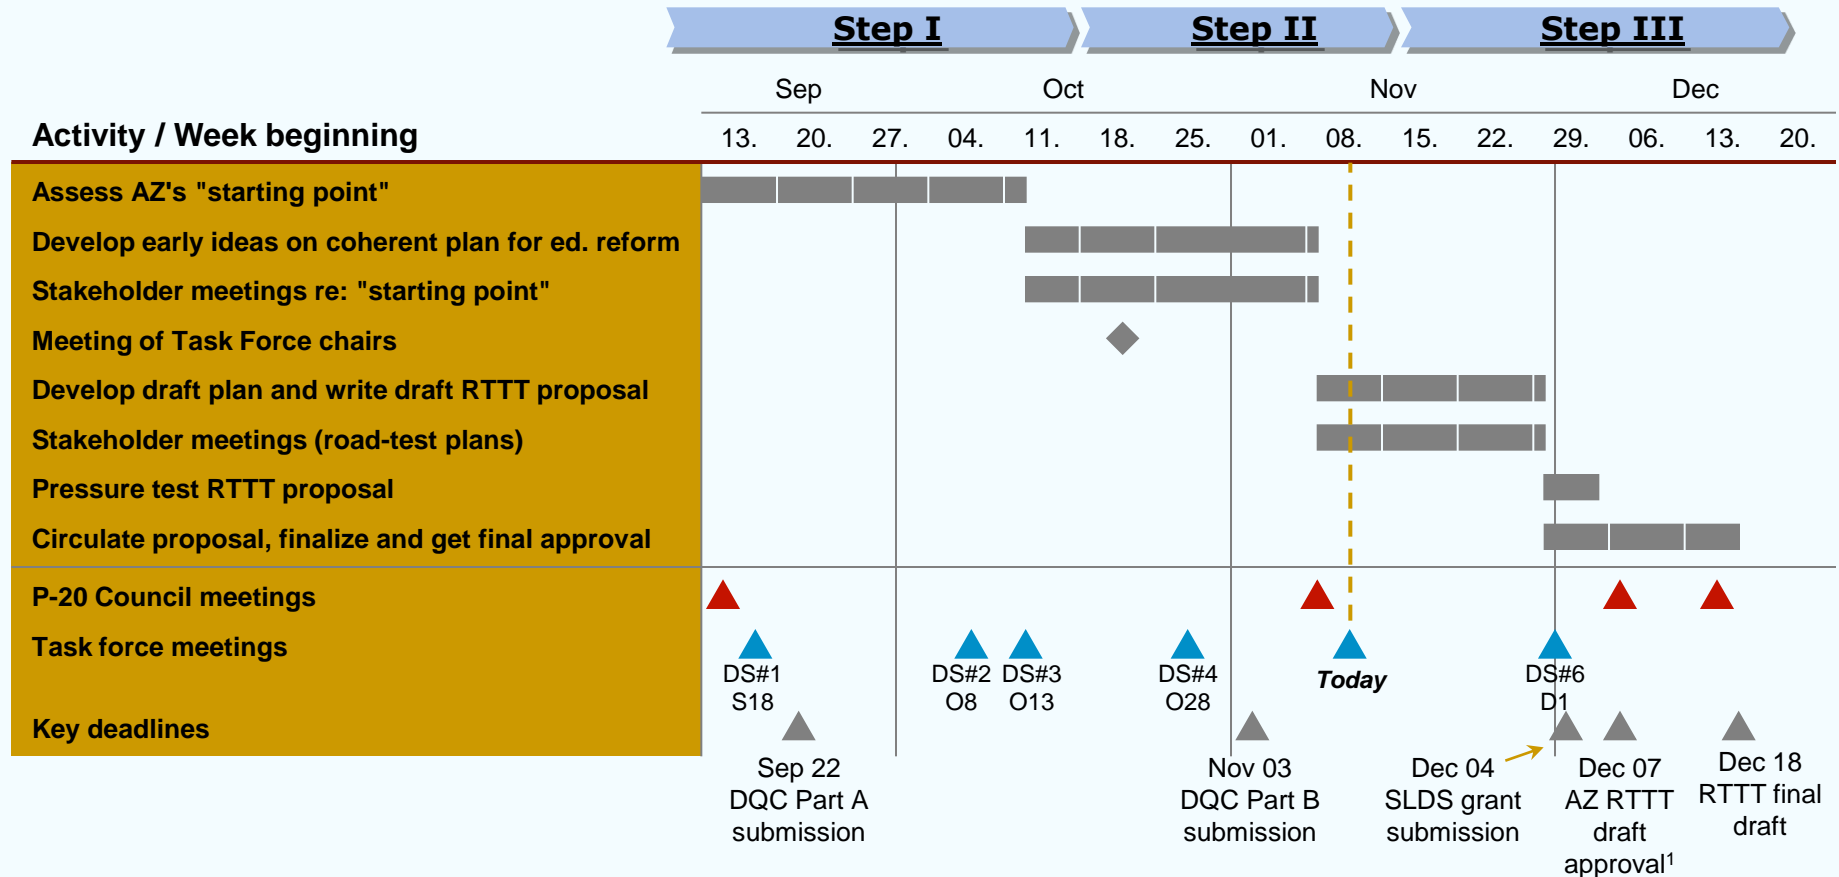 Step I Step II Step III
Sep Oct Nov Dec
Activity / Week beginning 13. 20. 27. 04. 11. 18. 25. 01. 08. 15. 22. 29. 06. 13. 20.
Assess AZ's "starting point"
Develop early ideas on coherent plan for ed. reform
Stakeholder meetings re: "starting point"
Meeting of Task Force chairs
Develop draft plan and write draft RTTT proposal
Stakeholder meetings (road-test plans)
Pressure test RTTT proposal
Circulate proposal, finalize and get final approval
P-20 Council meetings
Task force meetings
DS#1
S18
DS#2
O8
DS#3
O13
DS#4
O28
Today
DS#6
D1
Key deadlines
Sep 22
DQC Part A
submission
Nov 03
DQC Part B
submission
Dec 04
SLDS grant
submission
Dec 07
AZ RTTT
draft
approval¹
Dec 18
RTTT final
draft